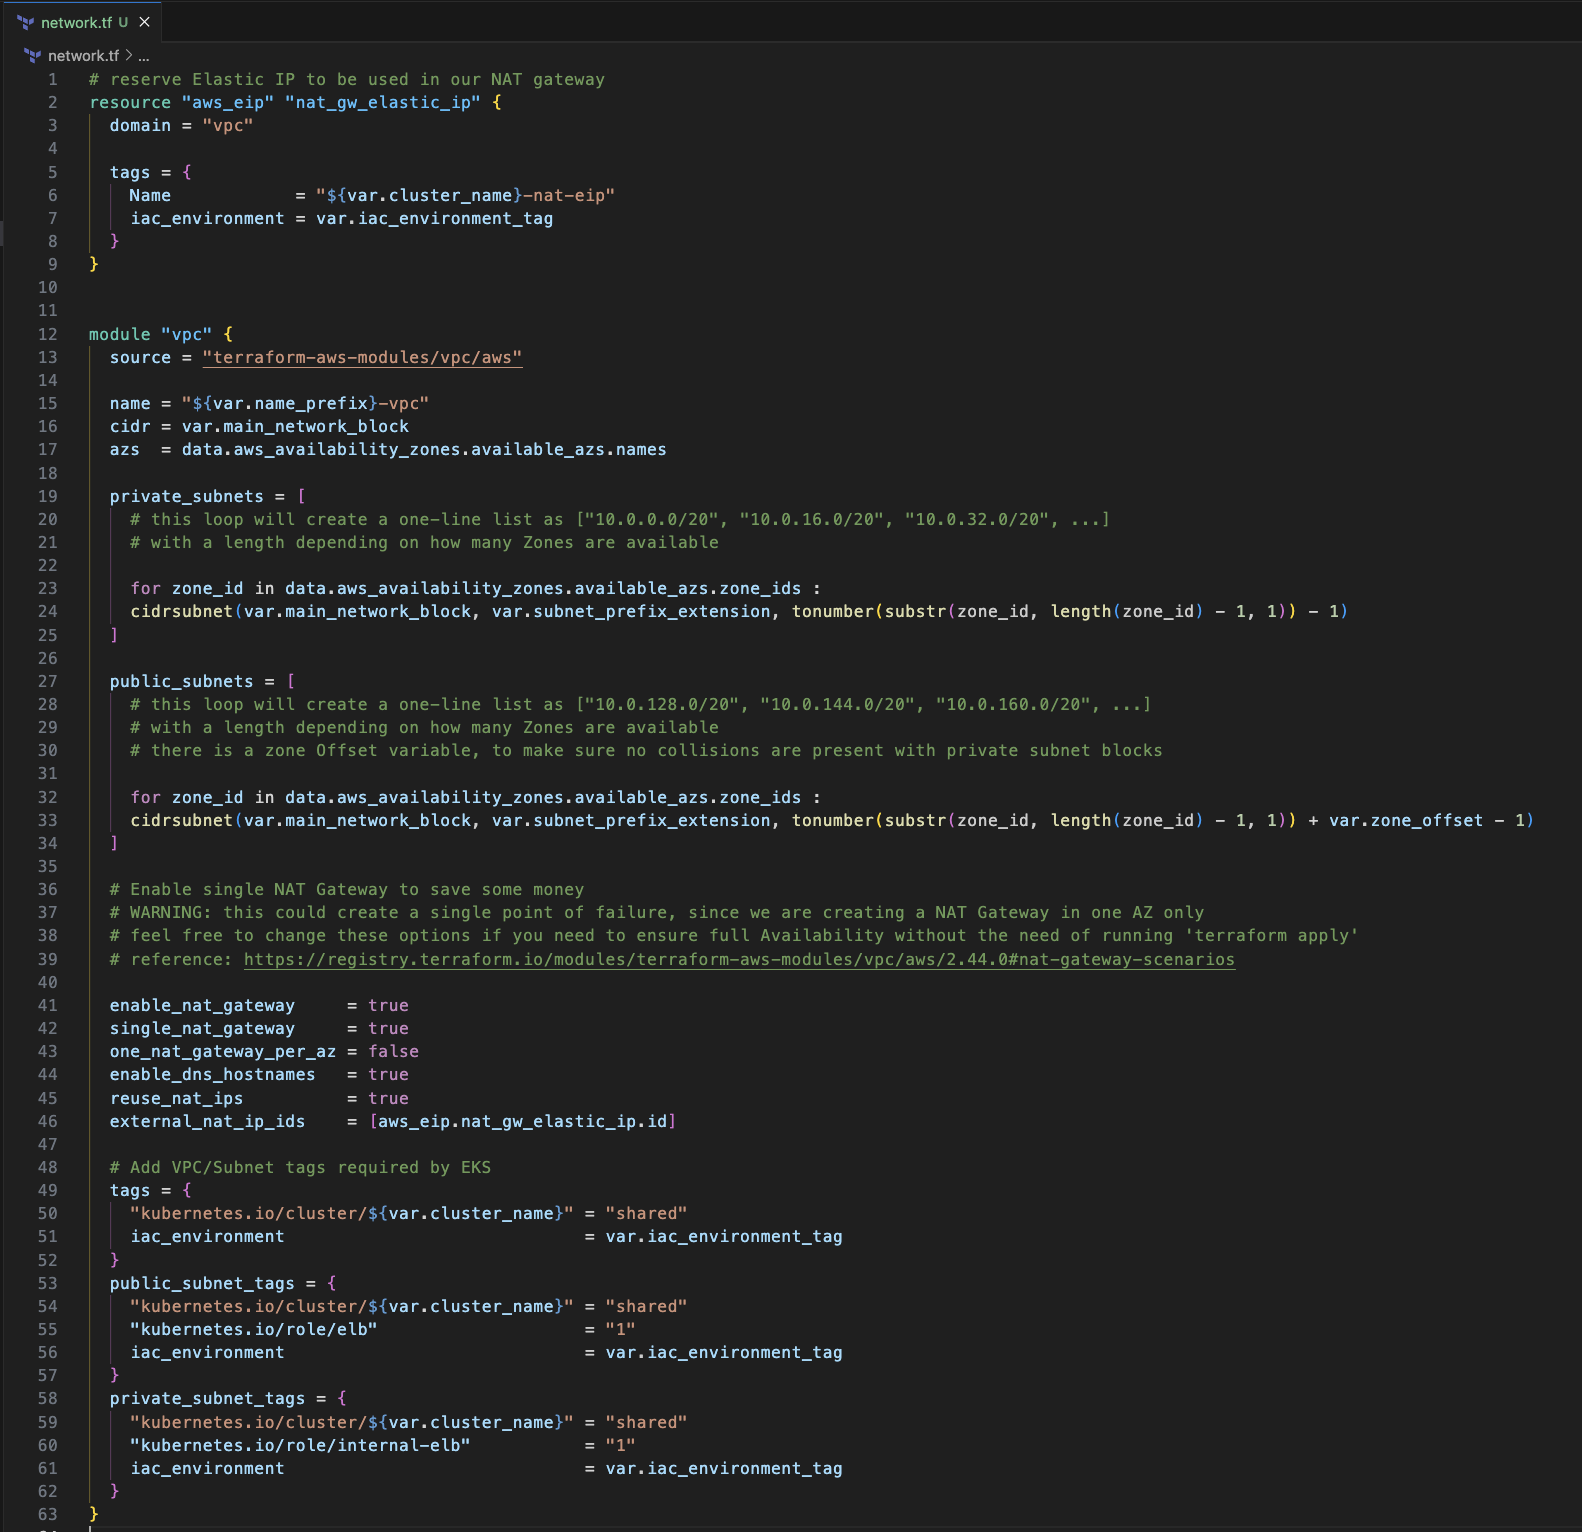 network.tf U ×
network.tf > ...
1 # reserve Elastic IP to be used in our NAT gateway
2 resource "aws_eip" "nat_gw_elastic_ip" {
3 domain = "vpc"
4
5 tags = {
6 Name = "${var.cluster_name}-nat-eip"
7 iac_environment = var.iac_environment_tag
8 }
9 }
10
11
12 module "vpc" {
13 source = "terraform-aws-modules/vpc/aws"
14
15 name = "${var.name_prefix}-vpc"
16 cidr = var.main_network_block
17 azs = data.aws_availability_zones.available_azs.names
18
19 private_subnets = [
20 # this loop will create a one-line list as ["10.0.0.0/20", "10.0.16.0/20", "10.0.32.0/20", ...]
21 # with a length depending on how many Zones are available
22
23 for zone_id in data.aws_availability_zones.available_azs.zone_ids :
24 cidrsubnet(var.main_network_block, var.subnet_prefix_extension, tonumber(substr(zone_id, length(zone_id) - 1, 1)) - 1)
25 ]
26
27 public_subnets = [
28 # this loop will create a one-line list as ["10.0.128.0/20", "10.0.144.0/20", "10.0.160.0/20", ...]
29 # with a length depending on how many Zones are available
30 # there is a zone Offset variable, to make sure no collisions are present with private subnet blocks
31
32 for zone_id in data.aws_availability_zones.available_azs.zone_ids :
33 cidrsubnet(var.main_network_block, var.subnet_prefix_extension, tonumber(substr(zone_id, length(zone_id) - 1, 1)) + var.zone_offset - 1)
34 ]
35
36 # Enable single NAT Gateway to save some money
37 # WARNING: this could create a single point of failure, since we are creating a NAT Gateway in one AZ only
38 # feel free to change these options if you need to ensure full Availability without the need of running 'terraform apply'
39 # reference: https://registry.terraform.io/modules/terraform-aws-modules/vpc/aws/2.44.0#nat-gateway-scenarios
40
41 enable_nat_gateway = true
42 single_nat_gateway = true
43 one_nat_gateway_per_az = false
44 enable_dns_hostnames = true
45 reuse_nat_ips = true
46 external_nat_ip_ids = [aws_eip.nat_gw_elastic_ip.id]
47
48 # Add VPC/Subnet tags required by EKS
49 tags = {
50 "kubernetes.io/cluster/${var.cluster_name}" = "shared"
51 iac_environment = var.iac_environment_tag
52 }
53 public_subnet_tags = {
54 "kubernetes.io/cluster/${var.cluster_name}" = "shared"
55 "kubernetes.io/role/elb" = "1"
56 iac_environment = var.iac_environment_tag
57 }
58 private_subnet_tags = {
59 "kubernetes.io/cluster/${var.cluster_name}" = "shared"
60 "kubernetes.io/role/internal-elb" = "1"
61 iac_environment = var.iac_environment_tag
62 }
63 }